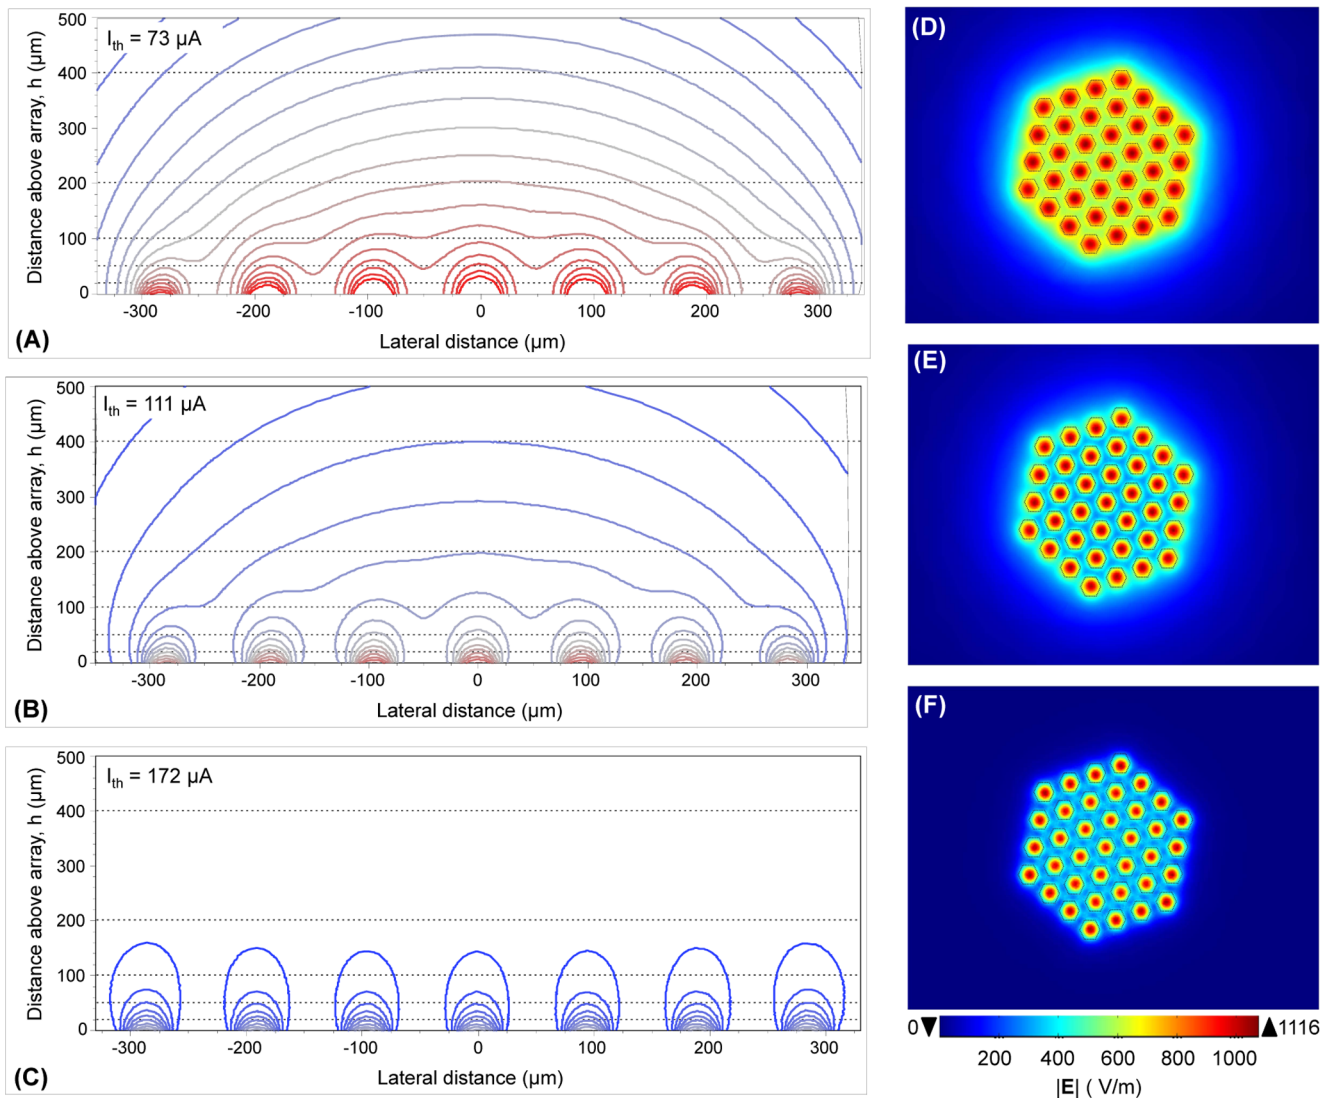 500
400
300
200
100
0
Distance above array, h (µm)
I_th = 73 µA
-300 -200 -100 0 100 200 300
Lateral distance (µm)
(A)
500
400
300
200
100
0
Distance above array, h (µm)
I_th = 111 µA
-300 -200 -100 0 100 200 300
Lateral distance (µm)
(B)
500
400
300
200
100
0
Distance above array, h (µm)
I_th = 172 µA
-300 -200 -100 0 100 200 300
Lateral distance (µm)
(C)
(D)
(E)
(F)
0 1116
200 400 600 800 1000
|E| ( V/m)